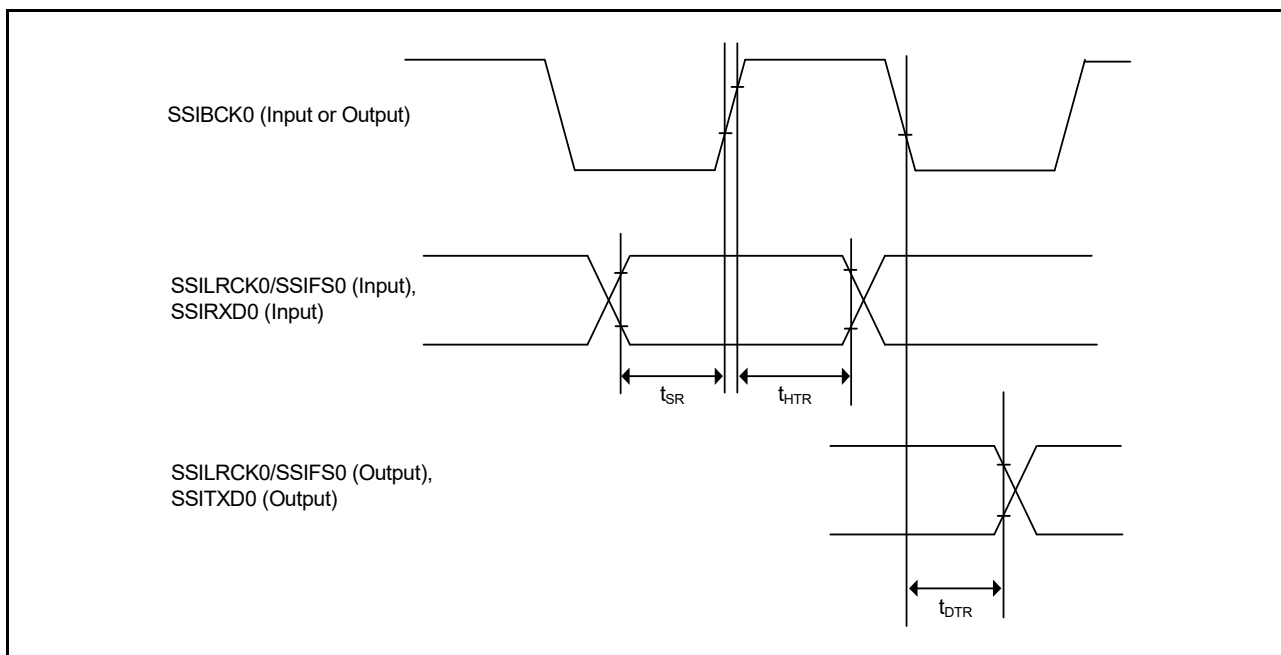 SSIBCK0 (Input or Output)
SSILRCK0/SSIFS0 (Input),
SSIRXD0 (Input)
tSR
tHTR
SSILRCK0/SSIFS0 (Output),
SSITXD0 (Output)
tDTR